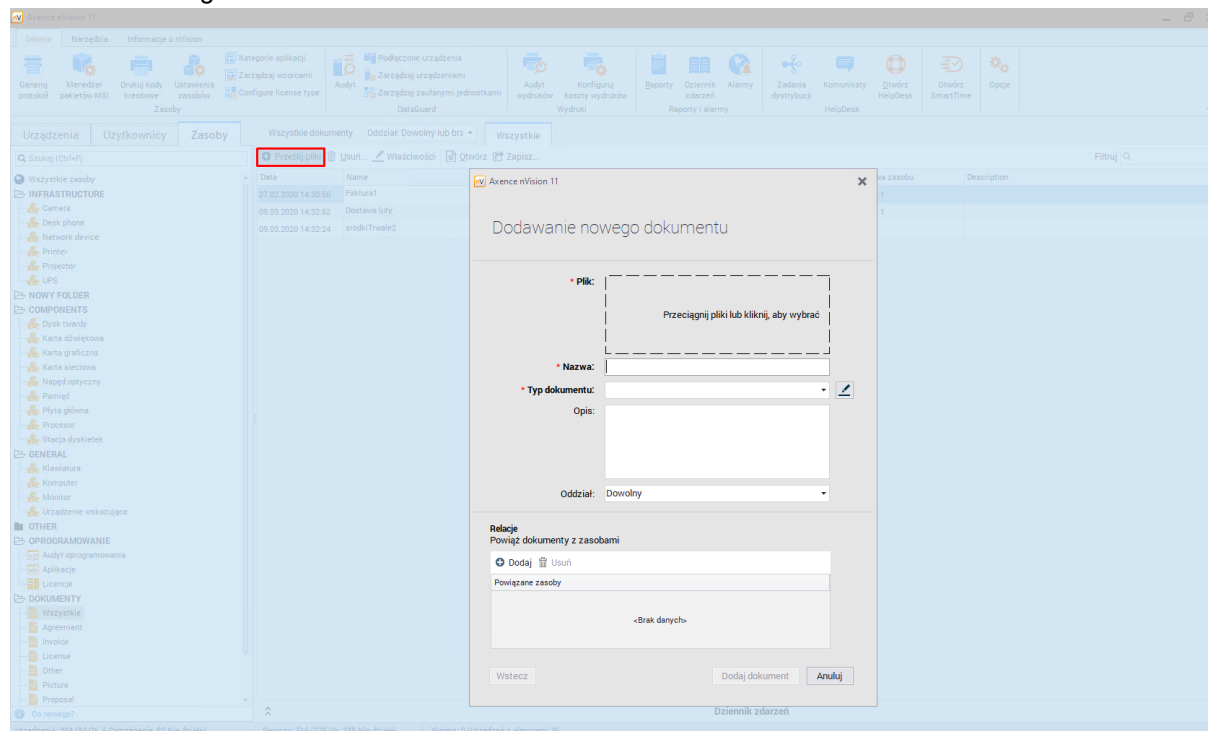 Axence nVision 11
Główne Narzędzia Informacje o nVision
Generuj protokół
Menedżer pakietów MSI
Drukuj kody kreskowe
Ustawienia zasobów
Kategorie aplikacji
Zarządzaj wzorcami
Configure license type
Zasoby
Audyt
Podłączone urządzenia
Zarządzaj urządzeniami
Zarządzaj zaufanymi jednostkami
DataGuard
Audyt wydruków
Konfiguruj koszty wydruków
Wydruki
Raporty
Dziennik zdarzeń
Alarmy
Raporty i alarmy
Zadania dystrybucji
Komunikaty
Otwórz HelpDesk
HelpDesk
Otwórz SmartTime
Opcje
Urządzenia Użytkownicy Zasoby
Wszystkie dokumenty Oddział: Dowolny lub bra Wszystkie
Szukaj (Ctrl+F)
Prześlij pliki Usuń... Właściwości Otwórz Zapisz... Filtruj
Data Name wa zasobu Description
27.02.2020 14:30:50 Faktura1 1
09.03.2020 14:32:52 Dostawa luty 1
09.03.2020 14:32:24 srodkiTrwale2
Wszystkie zasoby
INFRASTRUCTURE
Camera
Desk phone
Network device
Printer
Projector
UPS
NOWY FOLDER
COMPONENTS
Dysk twardy
Karta dźwiękowa
Karta graficzna
Karta sieciowa
Napęd optyczny
Pamięć
Płyta główna
Procesor
Stacja dyskietek
GENERAL
Klawiatura
Komputer
Monitor
Urządzenie wskazujące
OTHER
OPROGRAMOWANIE
Audyt oprogramowania
Aplikacje
Licencje
DOKUMENTY
Wszystkie
Agreement
Invoice
License
Other
Picture
Proposal
Co nowego?
Axence nVision 11
Dodawanie nowego dokumentu
* Plik:
Przeciągnij pliki lub kliknij, aby wybrać
* Nazwa:
* Typ dokumentu:
Opis:
Oddział: Dowolny
Relacje
Powiąż dokumenty z zasobami
Dodaj Usuń
Powiązane zasoby
<Brak danych>
Wstecz Dodaj dokument Anuluj
Dziennik zdarzeń